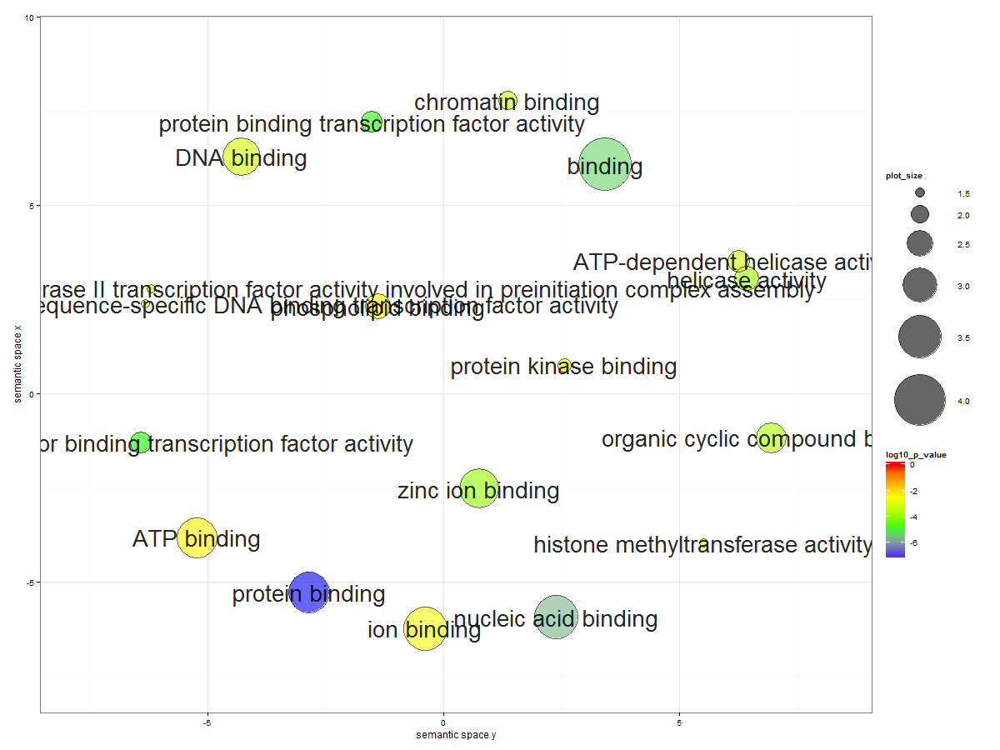 10
chromatin binding
protein binding transcription factor activity
DNA binding
binding
plot_size
1.5
2.0
2.5
3.0
3.5
4.0
5
ATP-dependent helicase activ
helicase activity
rase II transcription factor activity involved in preinitiation complex assembly
equence-specific DNA binding transcription factor activity
phospholipid binding
semantic space x
protein kinase binding
0
or binding transcription factor activity
organic cyclic compound b
log10_p_value
0
-2
-4
-6
zinc ion binding
ATP binding
histone methyltransferase activity
-5
protein binding
nucleic acid binding
ion binding
-5
0
5
semantic space y